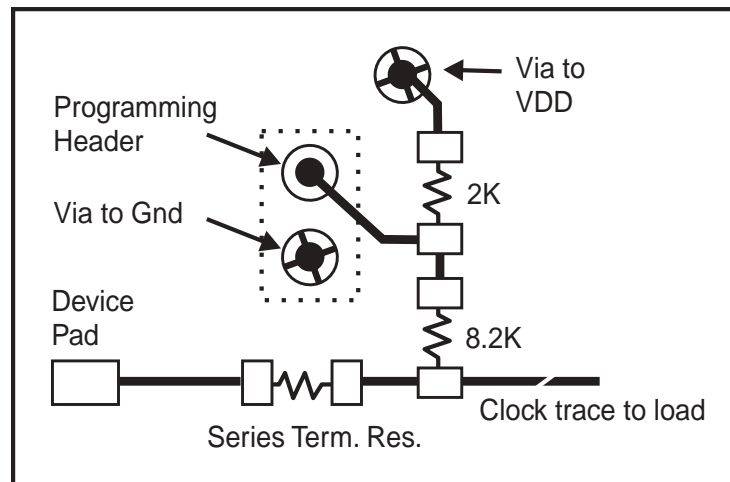 Via to
VDD
Programming
Header
2K
Via to Gnd
Device
Pad
8.2K
Clock trace to load
Series Term. Res.